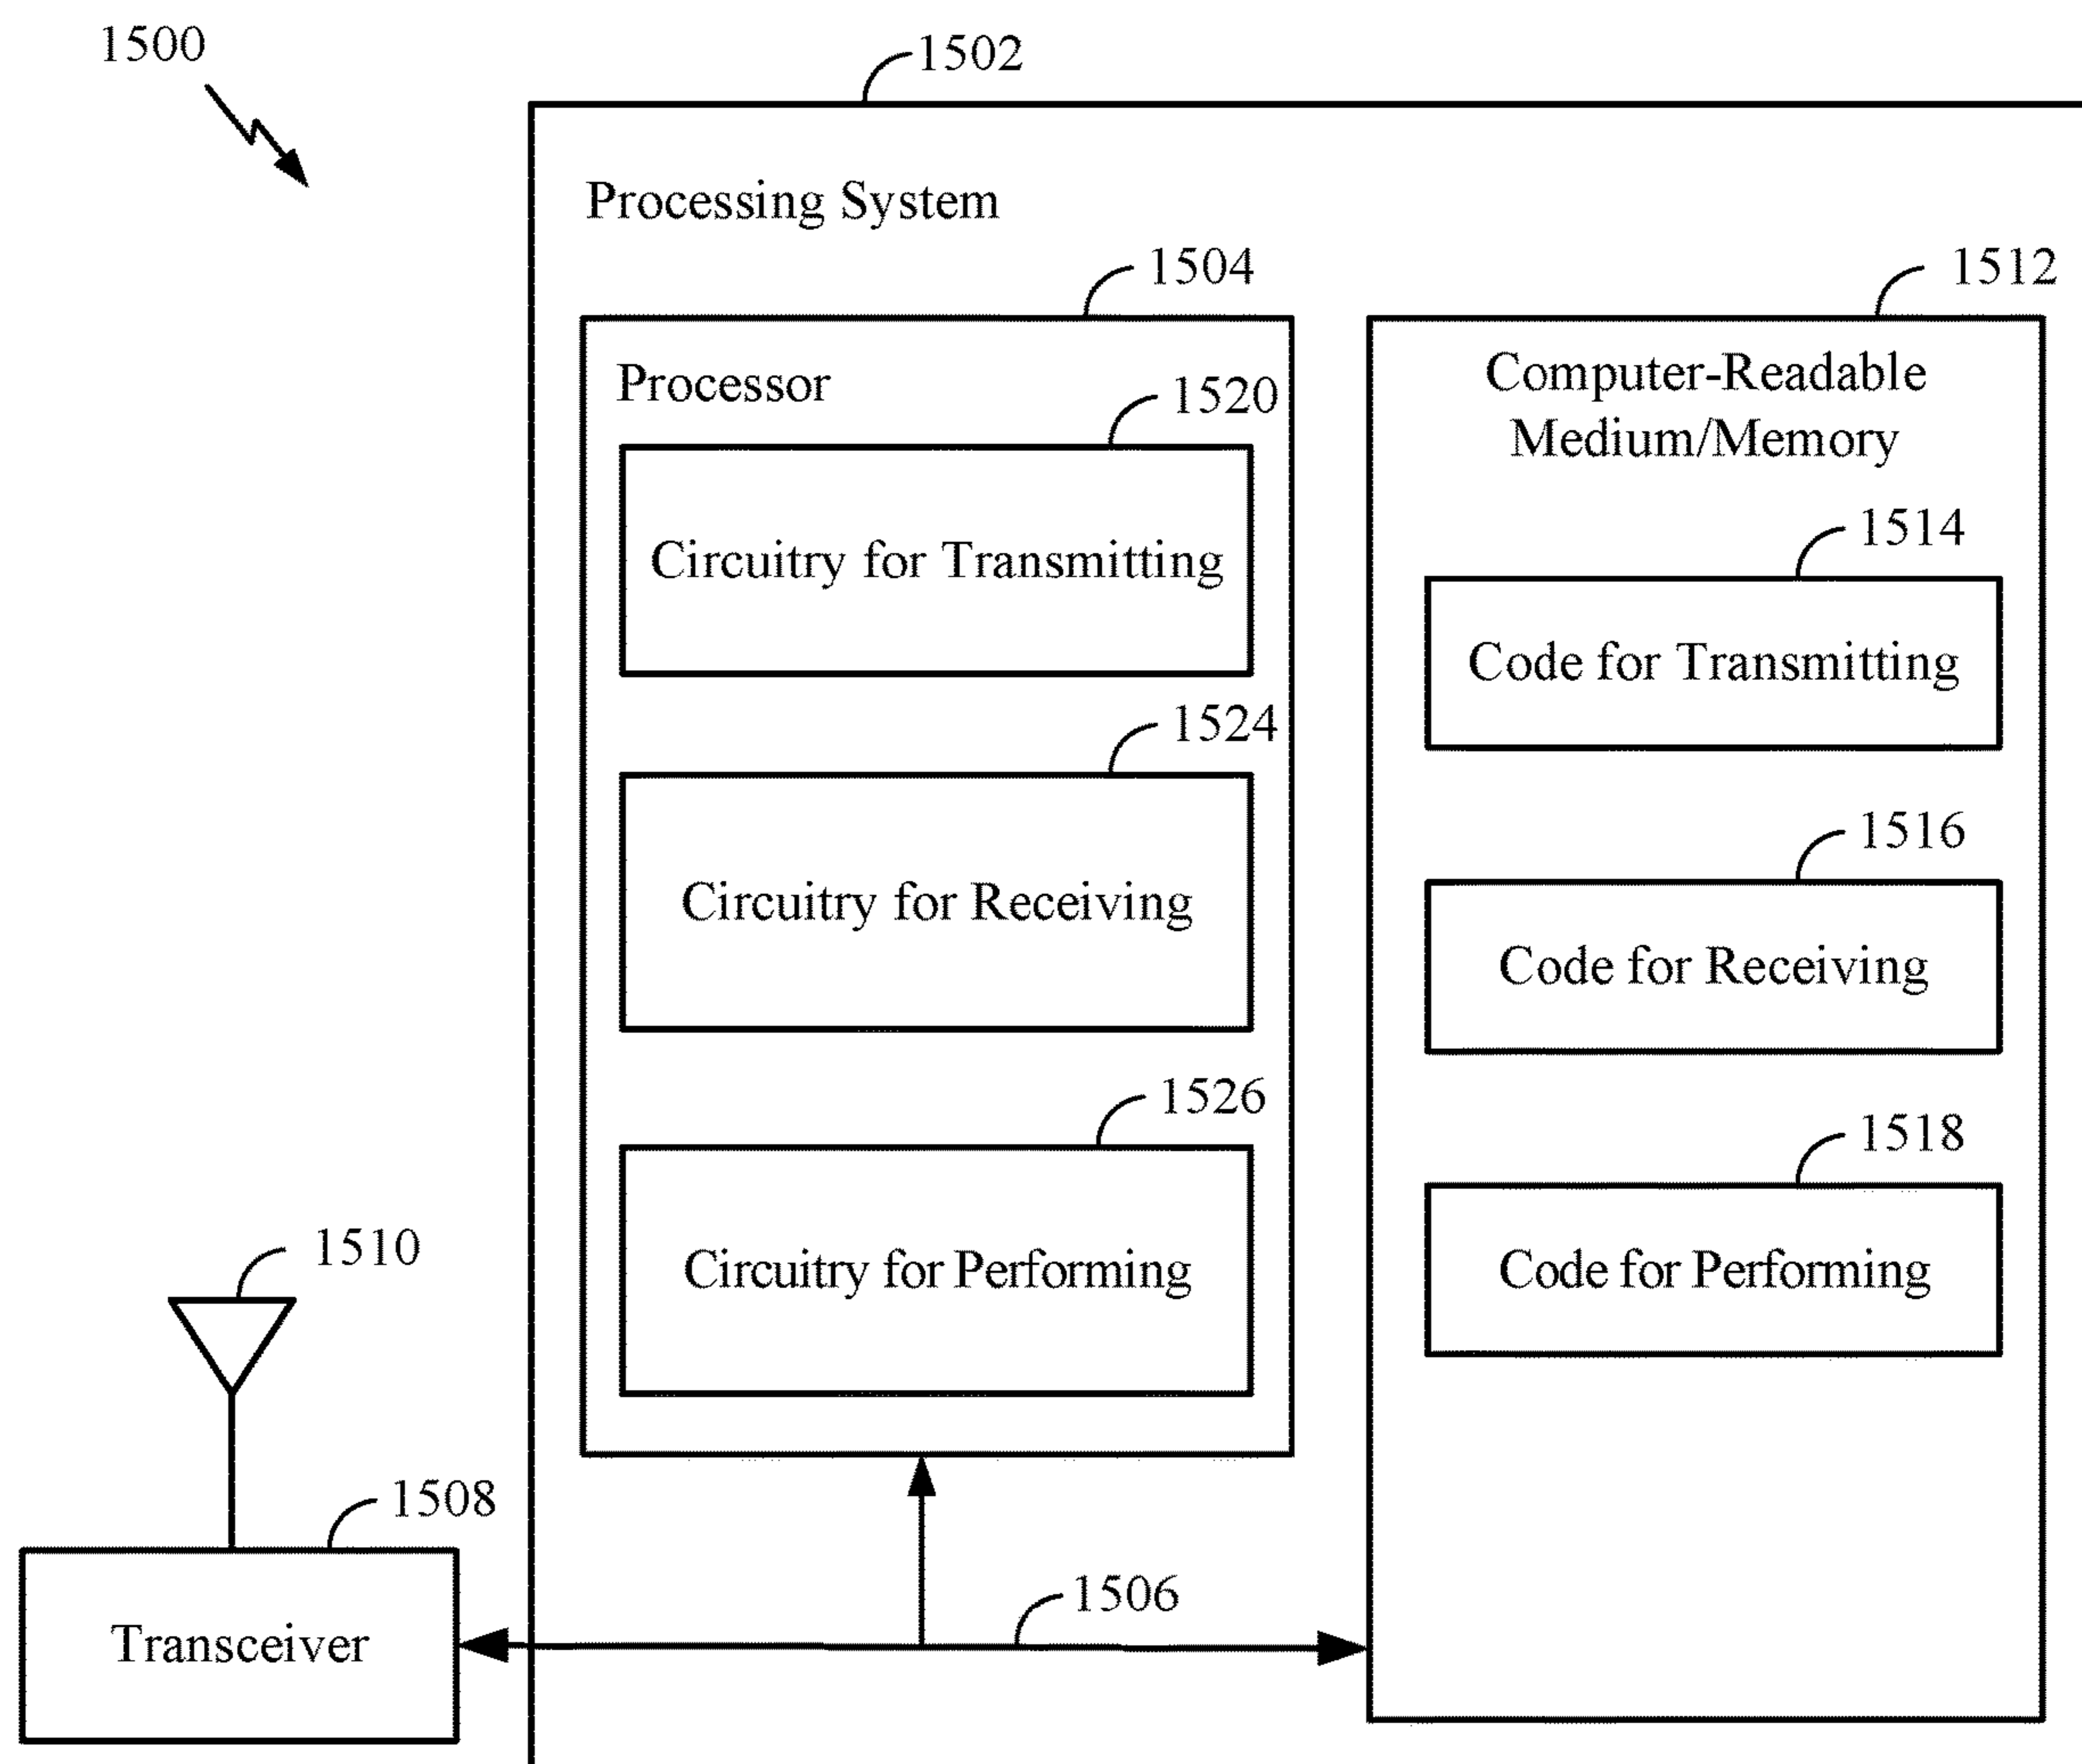 1500
1502
Processing System
1504
Processor
1520
Circuitry for Transmitting
1524
Circuitry for Receiving
1526
Circuitry for Performing
1512
Computer-Readable
Medium/Memory
1514
Code for Transmitting
1516
Code for Receiving
1518
Code for Performing
1510
1508
Transceiver
1506